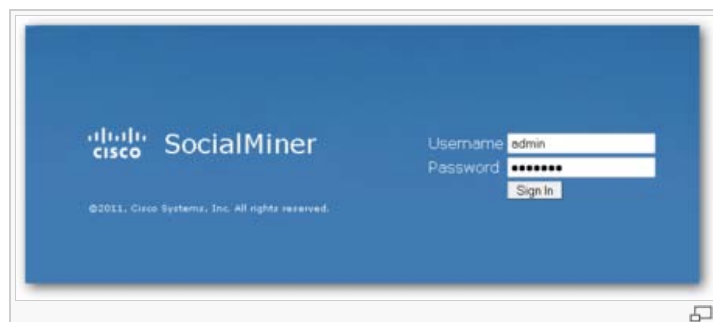 CISCO SocialMiner
Username admin
Password •••••••
Sign In
©2011, Cisco Systems, Inc. All rights reserved.